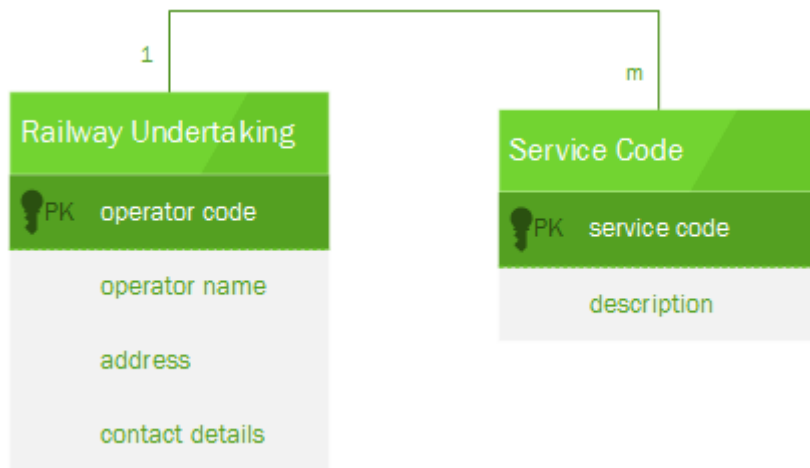 1
m
Railway Undertaking
PK operator code
operator name
address
contact details
Service Code
PK service code
description